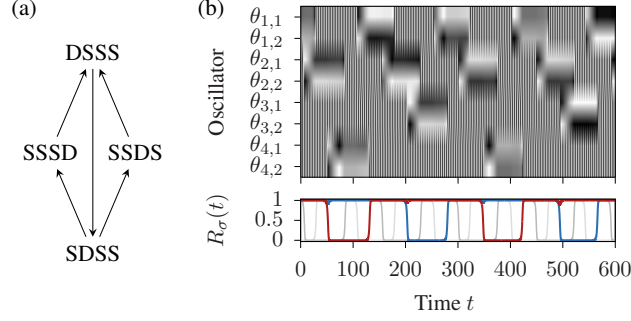 (a)
DSSS
SSSD SSDS
SDSS
(b)
Oscillator
θ1,1
θ1,2
θ2,1
θ2,2
θ3,1
θ3,2
θ4,1
θ4,2
Rσ(t)
1
0.5
0
0 100 200 300 400 500 600
Time t